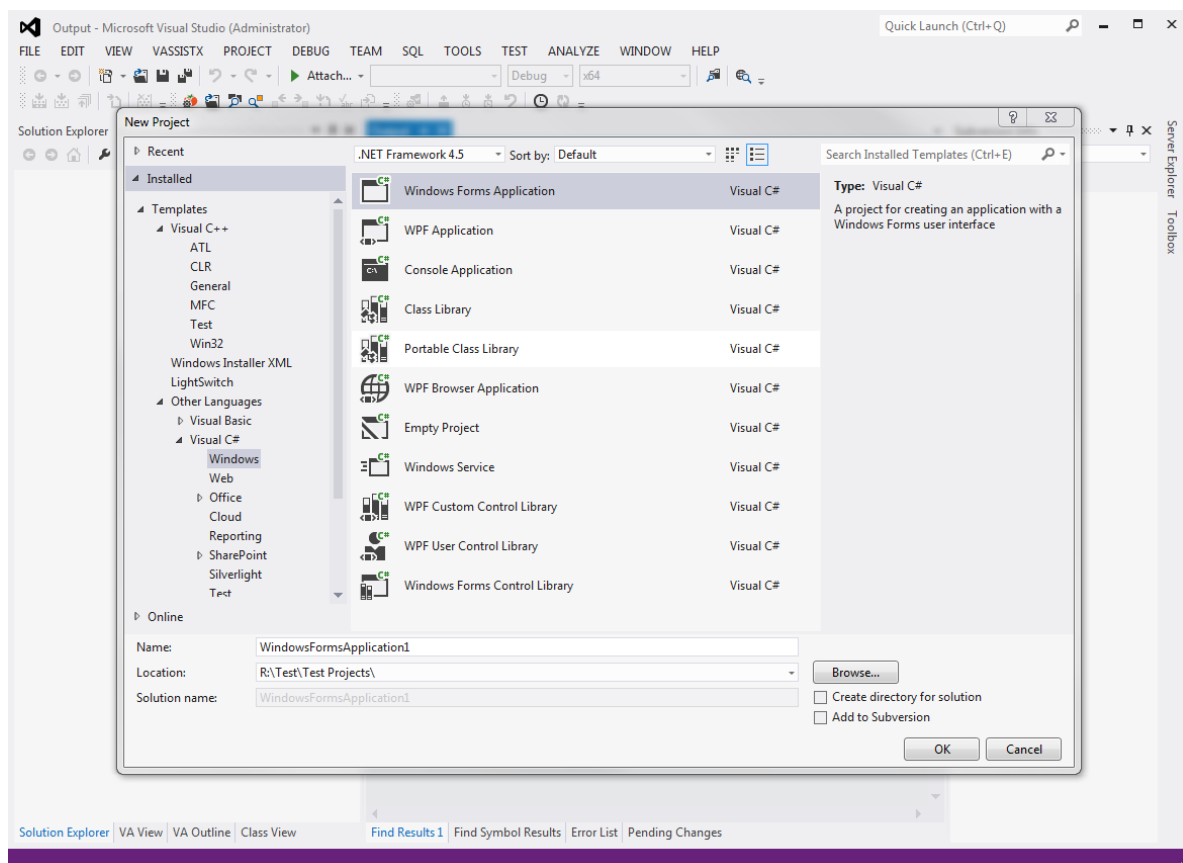 Output - Microsoft Visual Studio (Administrator)
Quick Launch (Ctrl+Q)
FILE EDIT VIEW VASSISTX PROJECT DEBUG TEAM SQL TOOLS TEST ANALYZE WINDOW HELP
Attach... Debug x64
Solution Explorer
New Project
Recent
.NET Framework 4.5 Sort by: Default
Search Installed Templates (Ctrl+E)
Installed
Templates
Visual C++
ATL
CLR
General
MFC
Test
Win32
Windows Installer XML
LightSwitch
Other Languages
Visual Basic
Visual C#
Windows
Web
Office
Cloud
Reporting
SharePoint
Silverlight
Test
Online
Windows Forms Application Visual C#
WPF Application Visual C#
Console Application Visual C#
Class Library Visual C#
Portable Class Library Visual C#
WPF Browser Application Visual C#
Empty Project Visual C#
Windows Service Visual C#
WPF Custom Control Library Visual C#
WPF User Control Library Visual C#
Windows Forms Control Library Visual C#
Type: Visual C#
A project for creating an application with a
Windows Forms user interface
Server Explorer
Toolbox
Name: WindowsFormsApplication1
Location: R:\Test\Test Projects\
Browse...
Solution name: WindowsFormsApplication1
Create directory for solution
Add to Subversion
OK Cancel
Solution Explorer VA View VA Outline Class View
Find Results 1 Find Symbol Results Error List Pending Changes